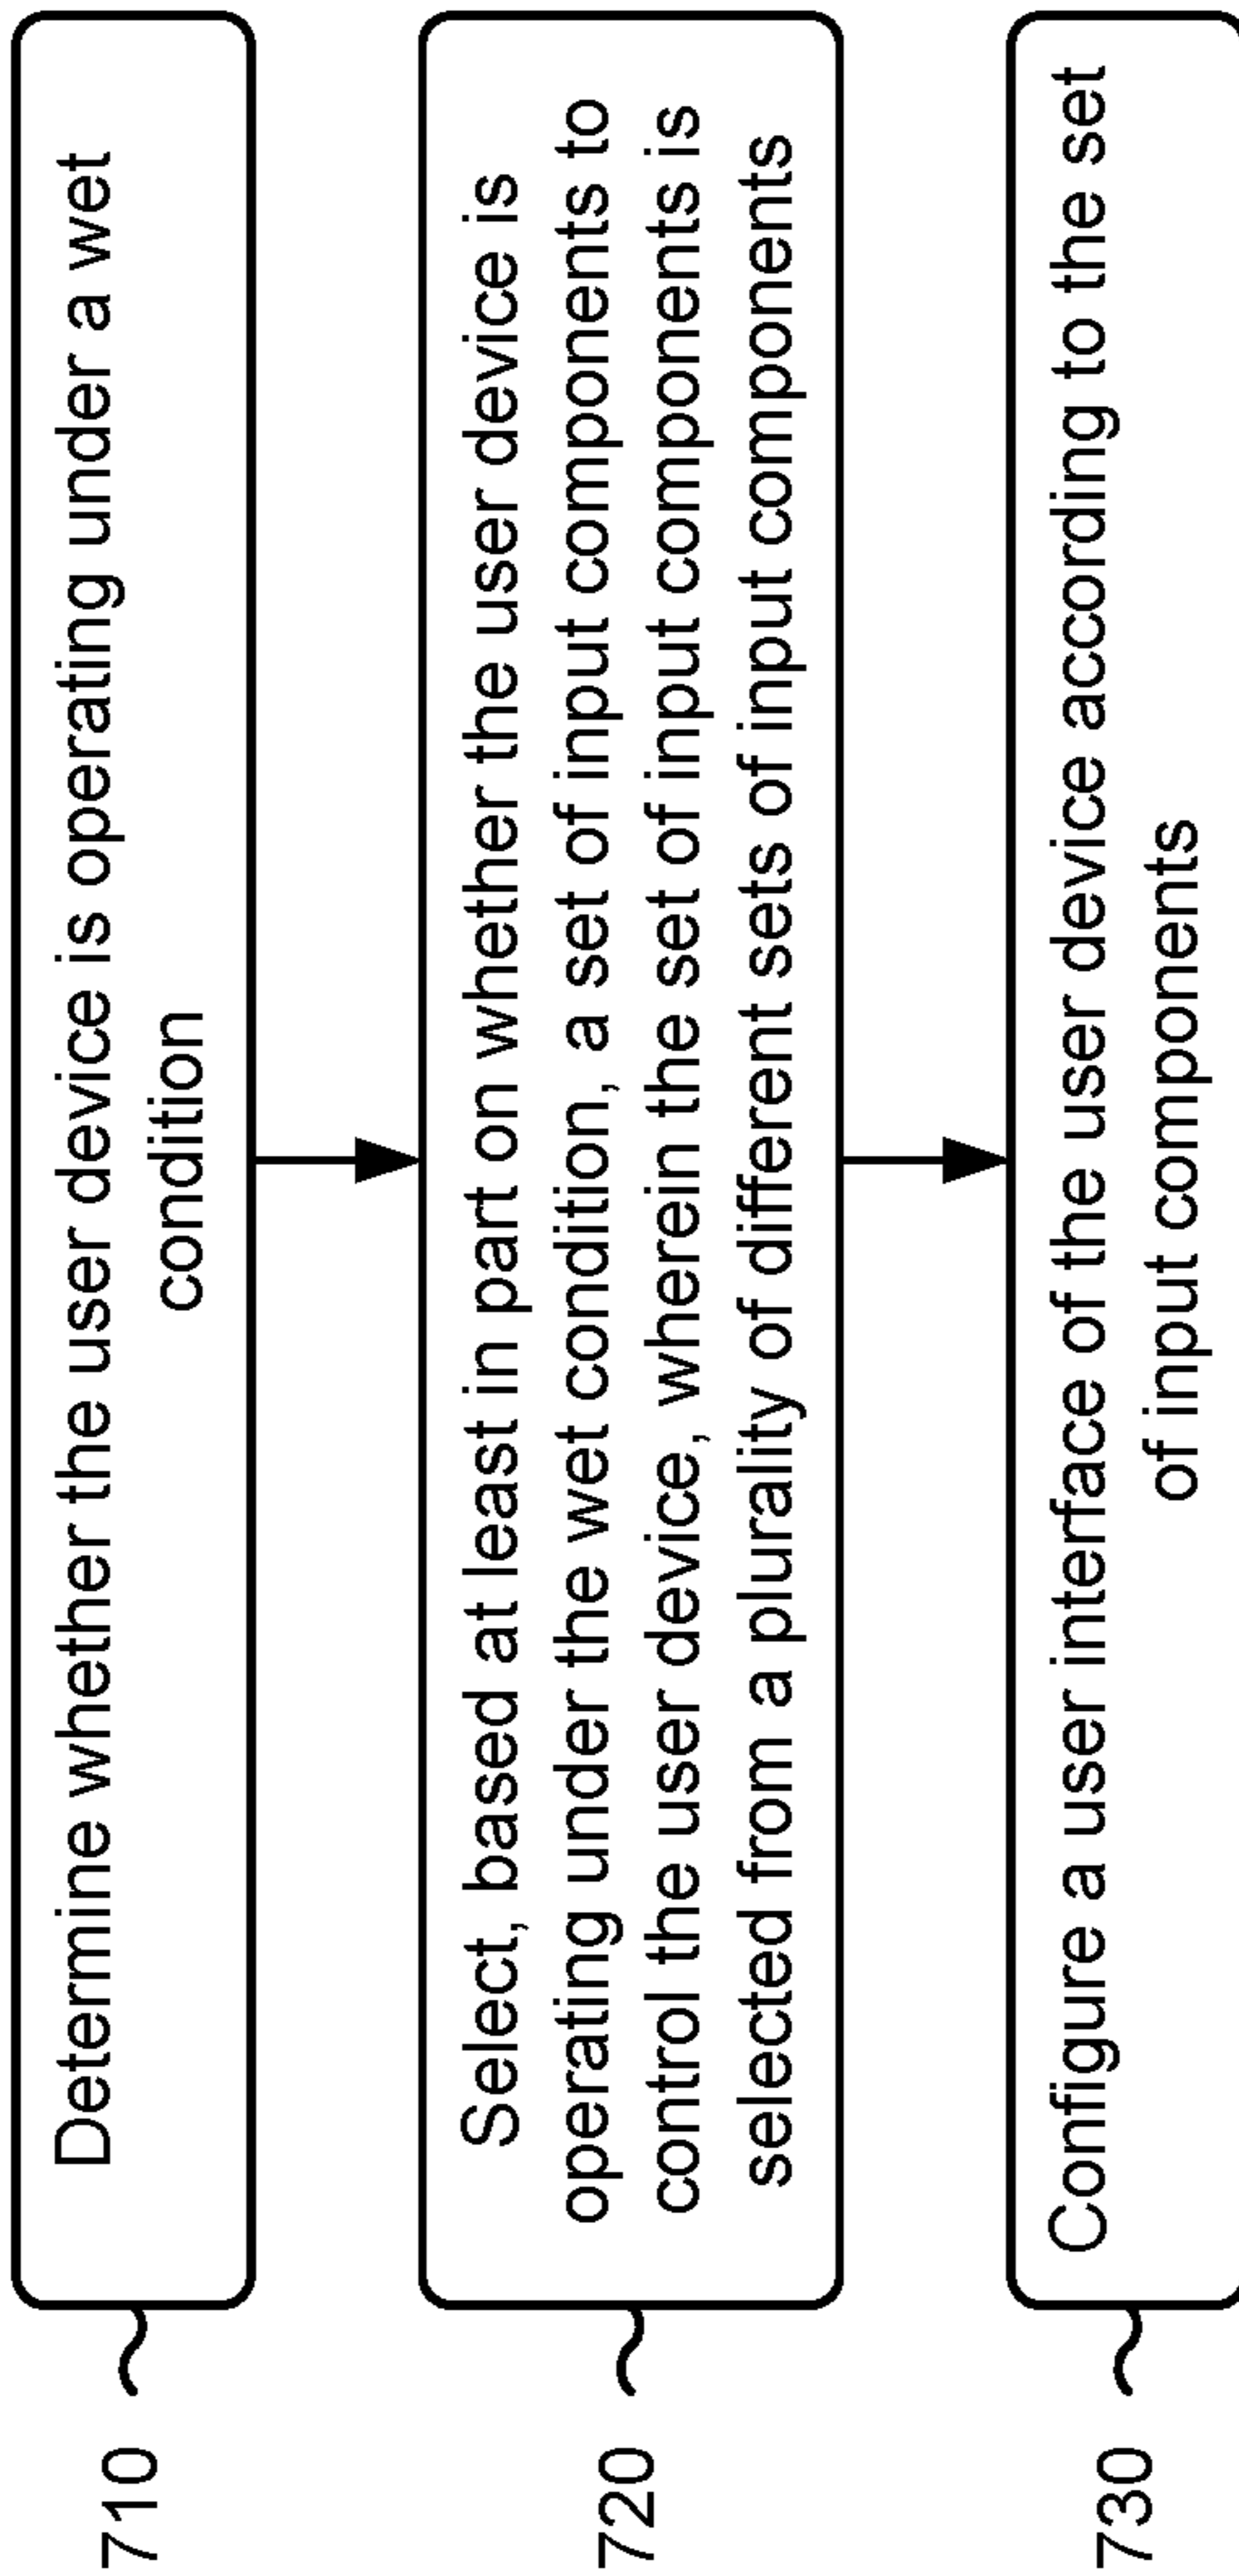 710
Determine whether the user device is operating under a wet
condition
720
Select, based at least in part on whether the user device is
operating under the wet condition, a set of input components to
control the user device, wherein the set of input components is
selected from a plurality of different sets of input components
730
Configure a user interface of the user device according to the set
of input components